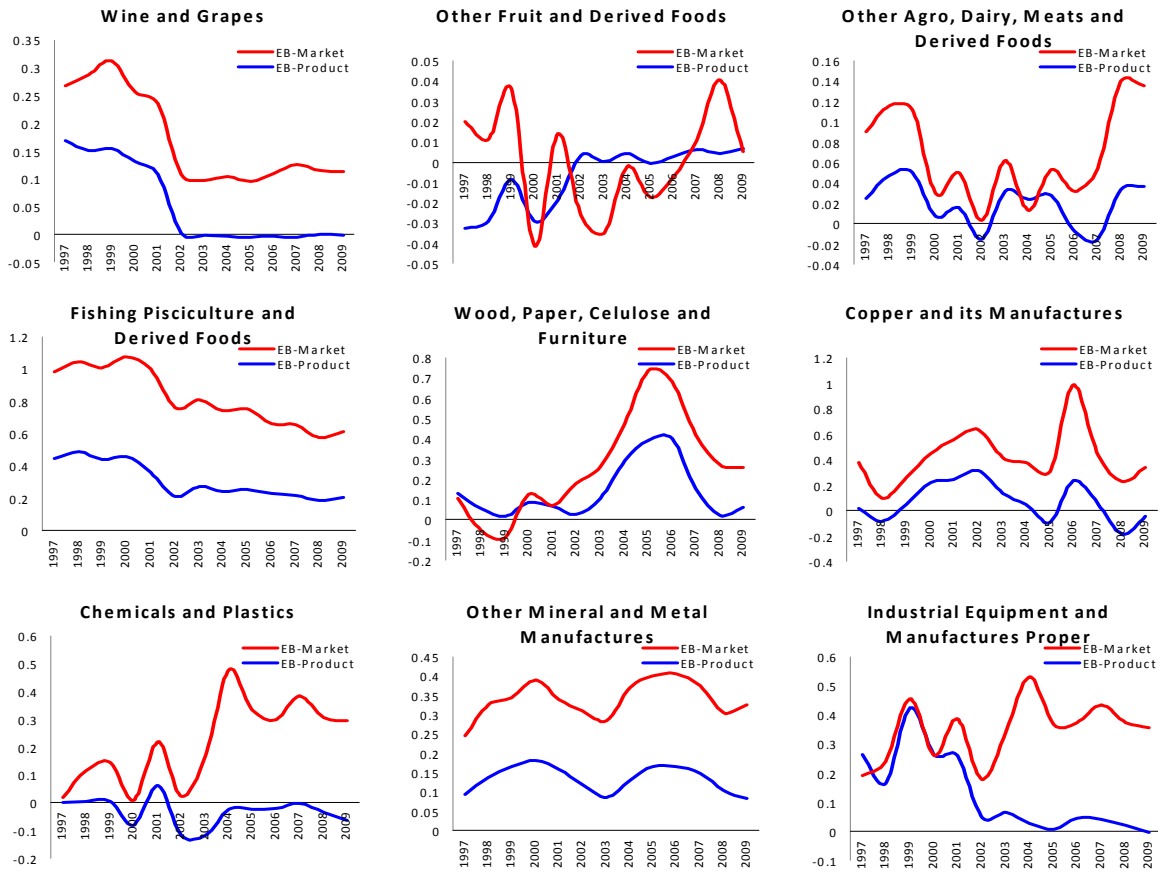 Wine and Grapes
0.35
0.3
0.25
0.2
0.15
0.1
0.05
0
-0.05
EB-Market
EB-Product
1997 1998 1999 2000 2001 2002 2003 2004 2005 2006 2007 2008 2009
Other Fruit and Derived Foods
0.05
0.04
0.03
0.02
0.01
0
-0.01
-0.02
-0.03
-0.04
-0.05
EB-Market
EB-Product
1997 1998 1999 2000 2001 2002 2003 2004 2005 2006 2007 2008 2009
Other Agro, Dairy, Meats and
Derived Foods
0.16
0.14
0.12
0.1
0.08
0.06
0.04
0.02
0
-0.02
-0.04
EB-Market
EB-Product
1997 1998 1999 2000 2001 2002 2003 2004 2005 2006 2007 2008 2009
Fishing Pisciculture and
Derived Foods
1.2
1
0.8
0.6
0.4
0.2
0
EB-Market
EB-Product
1997 1998 1999 2000 2001 2002 2003 2004 2005 2006 2007 2008 2009
Wood, Paper, Celulose and
Furniture
0.8
0.7
0.6
0.5
0.4
0.3
0.2
0.1
0
-0.1
-0.2
EB-Market
EB-Product
1997 1998 1999 2000 2001 2002 2003 2004 2005 2006 2007 2008 2009
Copper and its Manufactures
1.2
1
0.8
0.6
0.4
0.2
0
-0.2
-0.4
EB-Market
EB-Product
1997 1998 1999 2000 2001 2002 2003 2004 2005 2006 2007 2008 2009
Chemicals and Plastics
0.6
0.5
0.4
0.3
0.2
0.1
0
-0.1
-0.2
EB-Market
EB-Product
1997 1998 1999 2000 2001 2002 2003 2004 2005 2006 2007 2008 2009
Other Mineral and Metal
Manufactures
0.45
0.4
0.35
0.3
0.25
0.2
0.15
0.1
0.05
0
EB-Market
EB-Product
1997 1998 1999 2000 2001 2002 2003 2004 2005 2006 2007 2008 2009
Industrial Equipment and
Manufactures Proper
0.6
0.5
0.4
0.3
0.2
0.1
0
-0.1
EB-Market
EB-Product
1997 1998 1999 2000 2001 2002 2003 2004 2005 2006 2007 2008 2009